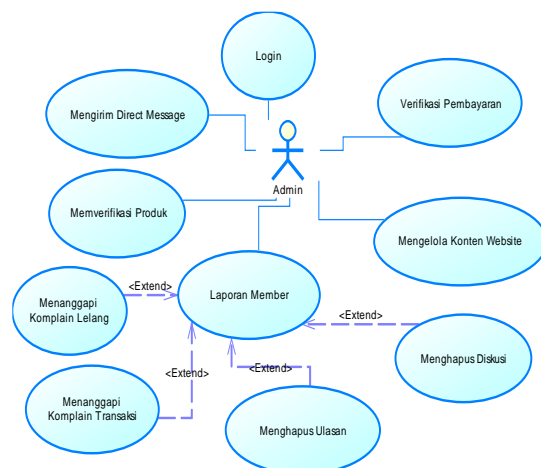 Login
Mengirim Direct Message
Verifikasi Pembayaran
Admin
Memverifikasi Produk
Mengelola Konten Website
<Extend>
Menanggapi
Komplain Lelang
Laporan Member
<Extend>
Menghapus Diskusi
<Extend>
<Extend>
Menanggapi
Komplain Transaksi
Menghapus Ulasan